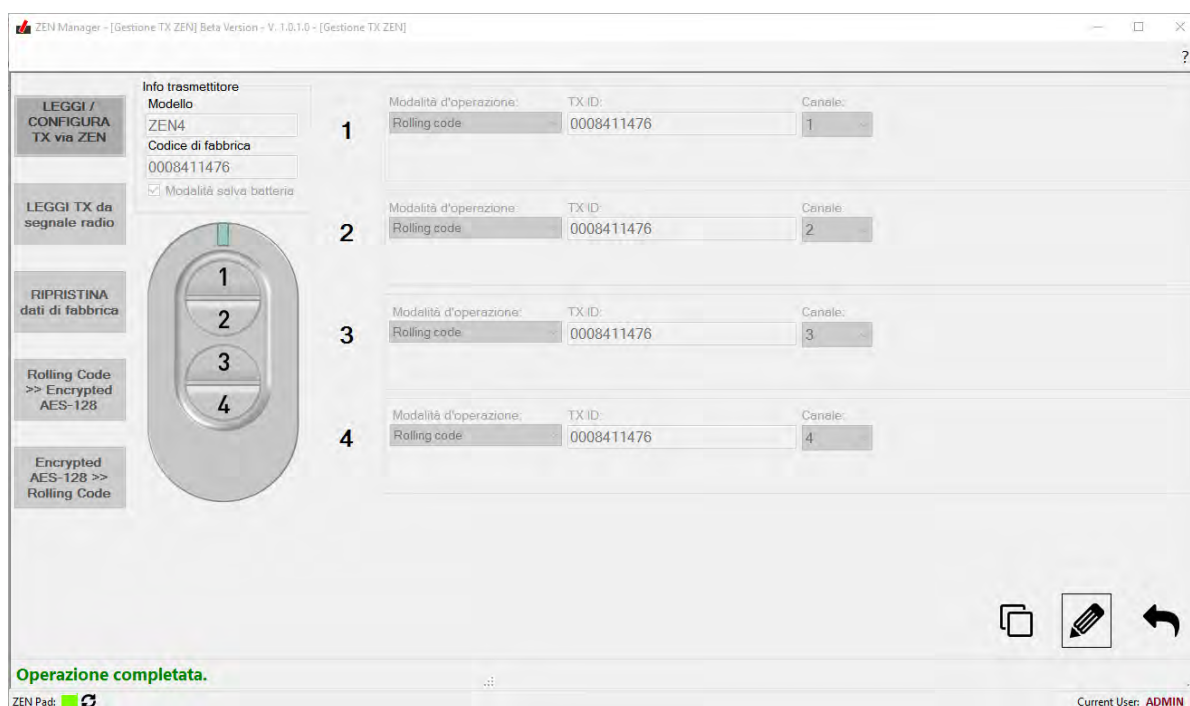 ZEN Manager - [Gestione TX ZEN] Beta Version - V. 1.0.1.0 - [Gestione TX ZEN]
?
LEGGI /
CONFIGURA
TX via ZEN
LEGGI TX da
segnale radio
RIPRISTINA
dati di fabbrica
Rolling Code
>> Encrypted
AES-128
Encrypted
AES-128 >>
Rolling Code
Info trasmettitore
Modello
ZEN4
Codice di fabbrica
0008411476
Modalità salva batteria
1
2
3
4
1
Modalità d'operazione: TX ID: Canale:
Rolling code 0008411476 1
2
Modalità d'operazione: TX ID: Canale:
Rolling code 0008411476 2
3
Modalità d'operazione: TX ID: Canale:
Rolling code 0008411476 3
4
Modalità d'operazione: TX ID: Canale:
Rolling code 0008411476 4
Operazione completata.
ZEN Pad:
Current User: ADMIN